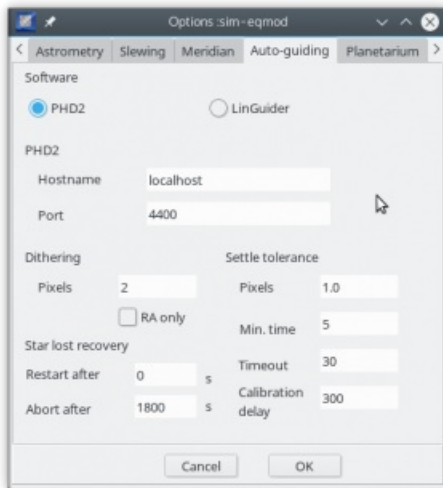 Options :sim-eqmod
Astrometry Slewing Meridian Auto-guiding Planetarium
Software
PHD2 LinGuider
PHD2
Hostname localhost
Port 4400
Dithering Settle tolerance
Pixels 2 Pixels 1.0
RA only Min. time 5
Star lost recovery
Restart after 0 s Timeout 30
Abort after 1800 s Calibration delay 300
Cancel OK